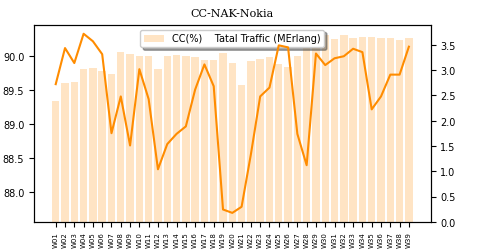 CC-NAK-Nokia
CC(%) Tatal Traffic (MErlang)
90.0
89.5
89.0
88.5
88.0
3.5
3.0
2.5
2.0
1.5
1.0
0.5
0.0
W01
W02
W03
W04
W05
W06
W07
W08
W09
W10
W11
W12
W13
W14
W15
W16
W17
W18
W19
W20
W21
W22
W23
W24
W25
W26
W27
W28
W29
W30
W31
W32
W33
W34
W35
W36
W37
W38
W39